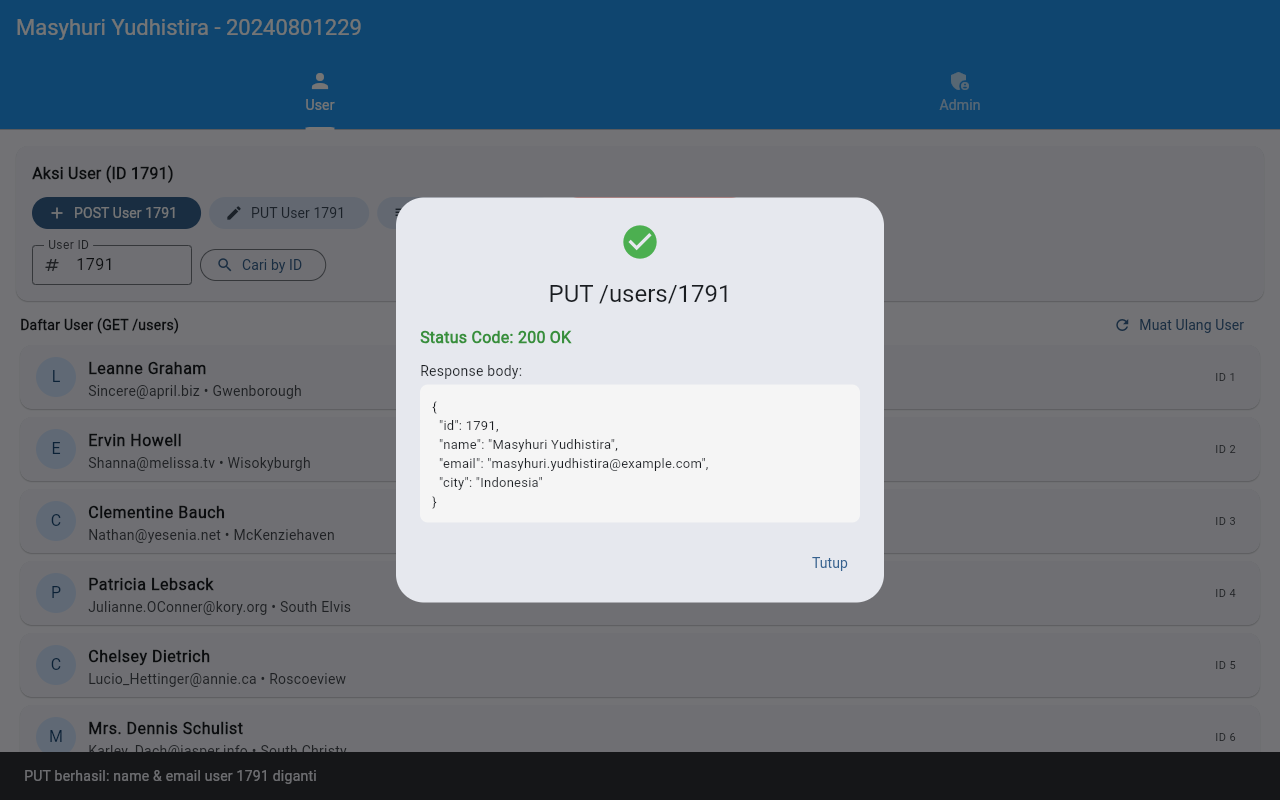 Masyhuri Yudhistira - 20240801229
User
Admin
Aksi User (ID 1791)
POST User 1791
PUT User 1791
User ID
# 1791
Cari by ID
Daftar User (GET /users)
Muat Ulang User
L
Leanne Graham
Sincere@april.biz • Gwenborough
ID 1
E
Ervin Howell
Shanna@melissa.tv • Wisokyburgh
ID 2
C
Clementine Bauch
Nathan@yesenia.net • McKenziehaven
ID 3
P
Patricia Lebsack
Julianne.OConner@kory.org • South Elvis
ID 4
C
Chelsey Dietrich
Lucio_Hettinger@annie.ca • Roscoeview
ID 5
M
Mrs. Dennis Schulist
Karley_Dach@jasper.info • South Christy
ID 6
PUT /users/1791
Status Code: 200 OK
Response body:
{
"id": 1791,
"name": "Masyhuri Yudhistira",
"email": "masyhuri.yudhistira@example.com",
"city": "Indonesia"
}
Tutup
PUT berhasil: name & email user 1791 diganti